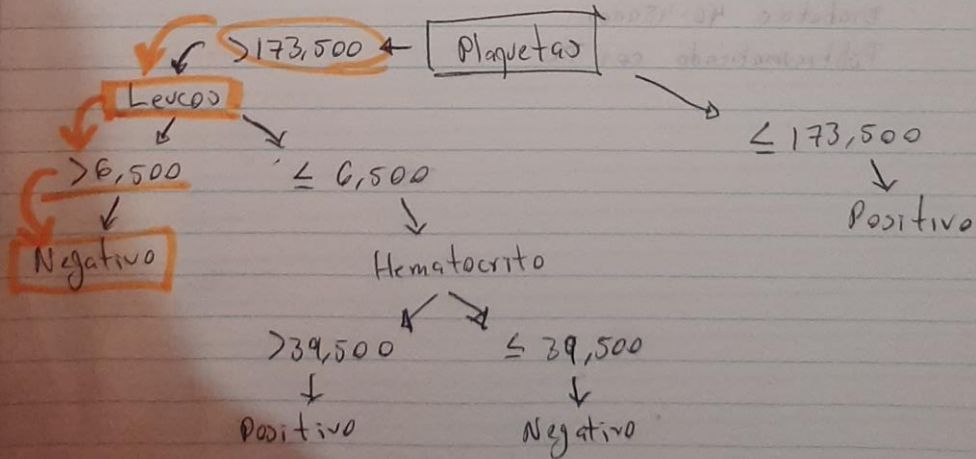 >173,500 Plaquetas
Leucos
≤ 173,500
>6,500 ≤ 6,500
Positivo
Negativo Hematocrito
>39,500 ≤ 39,500
Positivo Negativo